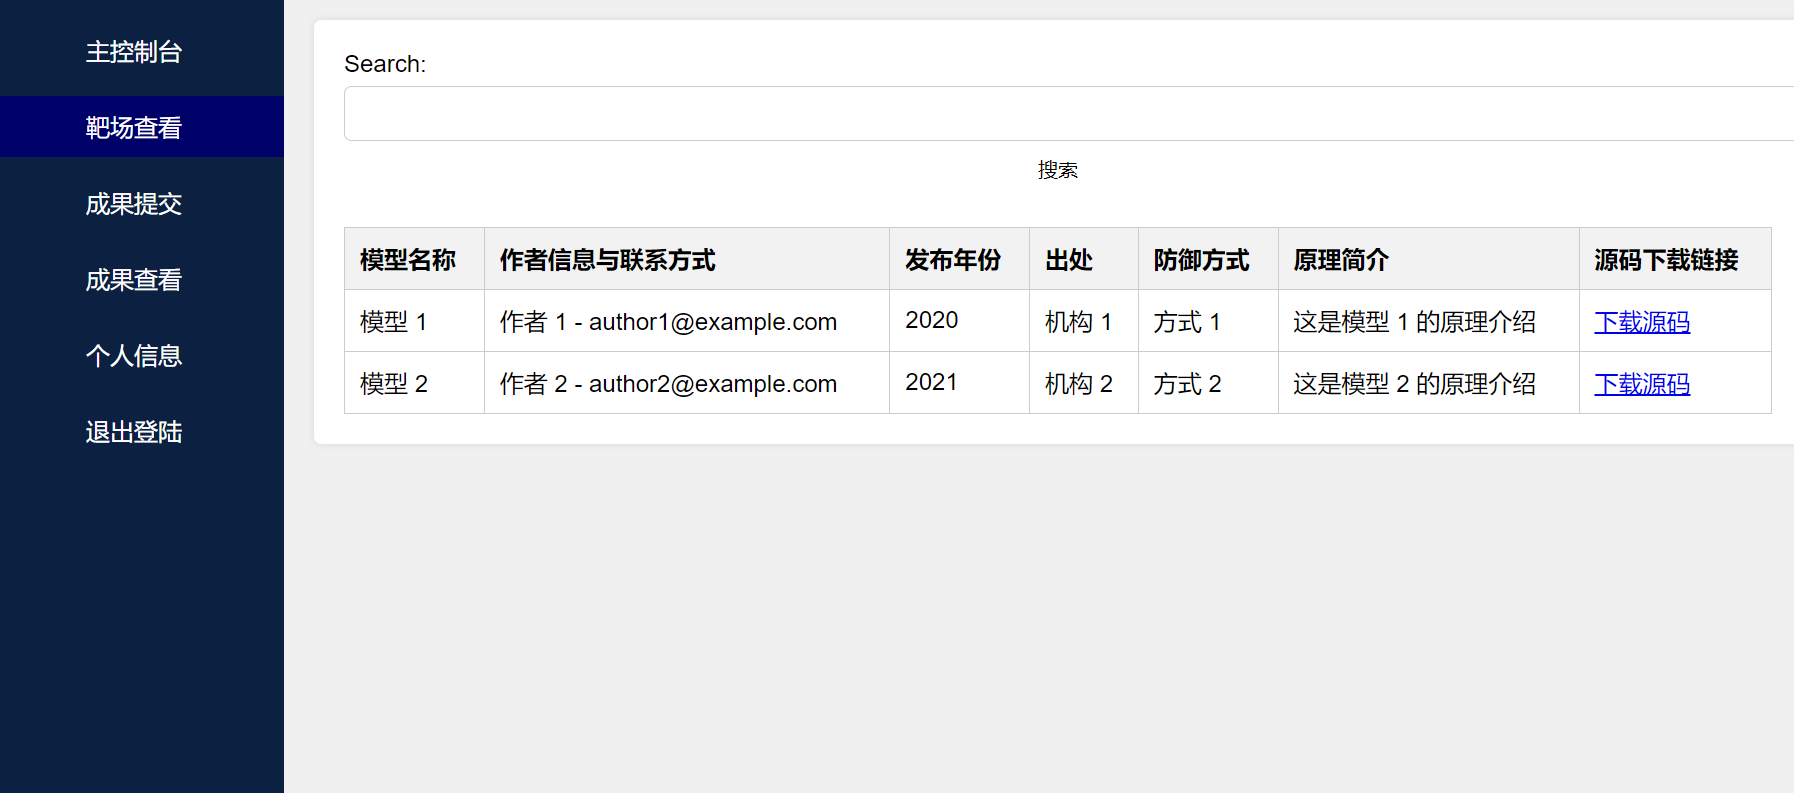 主控制台
靶场查看
成果提交
成果查看
个人信息
退出登陆
Search:
搜索
模型名称 作者信息与联系方式 发布年份 出处 防御方式 原理简介 源码下载链接
模型 1 作者 1 - author1@example.com 2020 机构 1 方式 1 这是模型 1 的原理介绍 下载源码
模型 2 作者 2 - author2@example.com 2021 机构 2 方式 2 这是模型 2 的原理介绍 下载源码